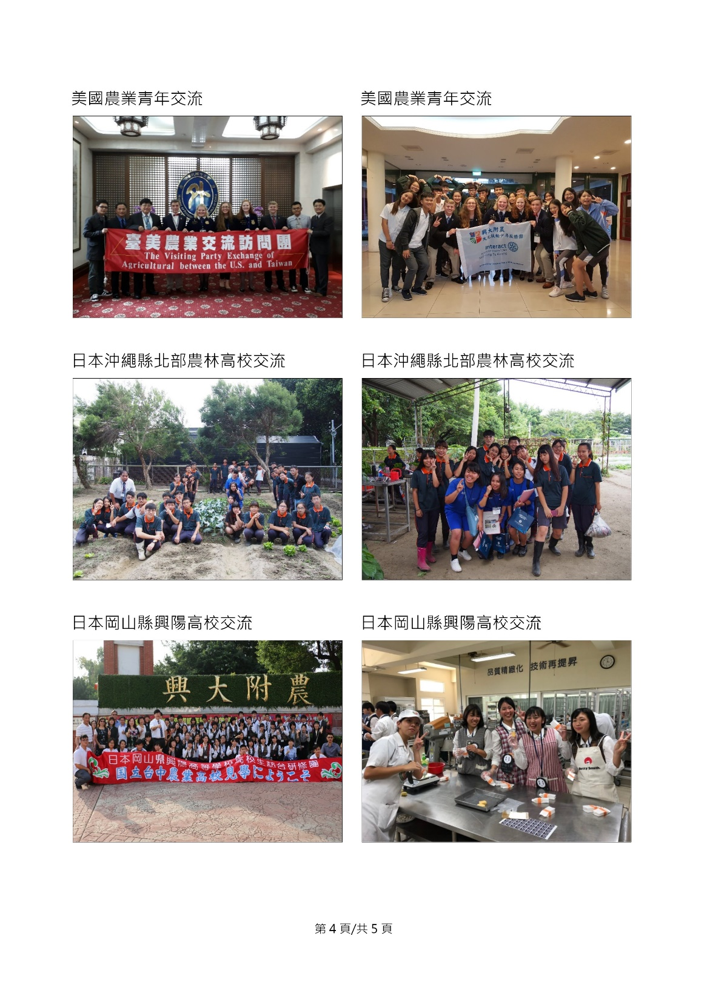 美國農業青年交流
美國農業青年交流
臺美農業交流訪問團
The Visiting Party Exchange of
Agricultural between the U.S. and Taiwan
興大附農
Interact
日本沖繩縣北部農林高校交流
日本沖繩縣北部農林高校交流
日本岡山縣興陽高校交流
日本岡山縣興陽高校交流
興大附農
日本岡山県興陽高等學校高校生訪台研修團
国立台中農業高校見學にようこそ
品質精緻化 技術再提昇
Betty Smith.
第 4 頁/共 5 頁